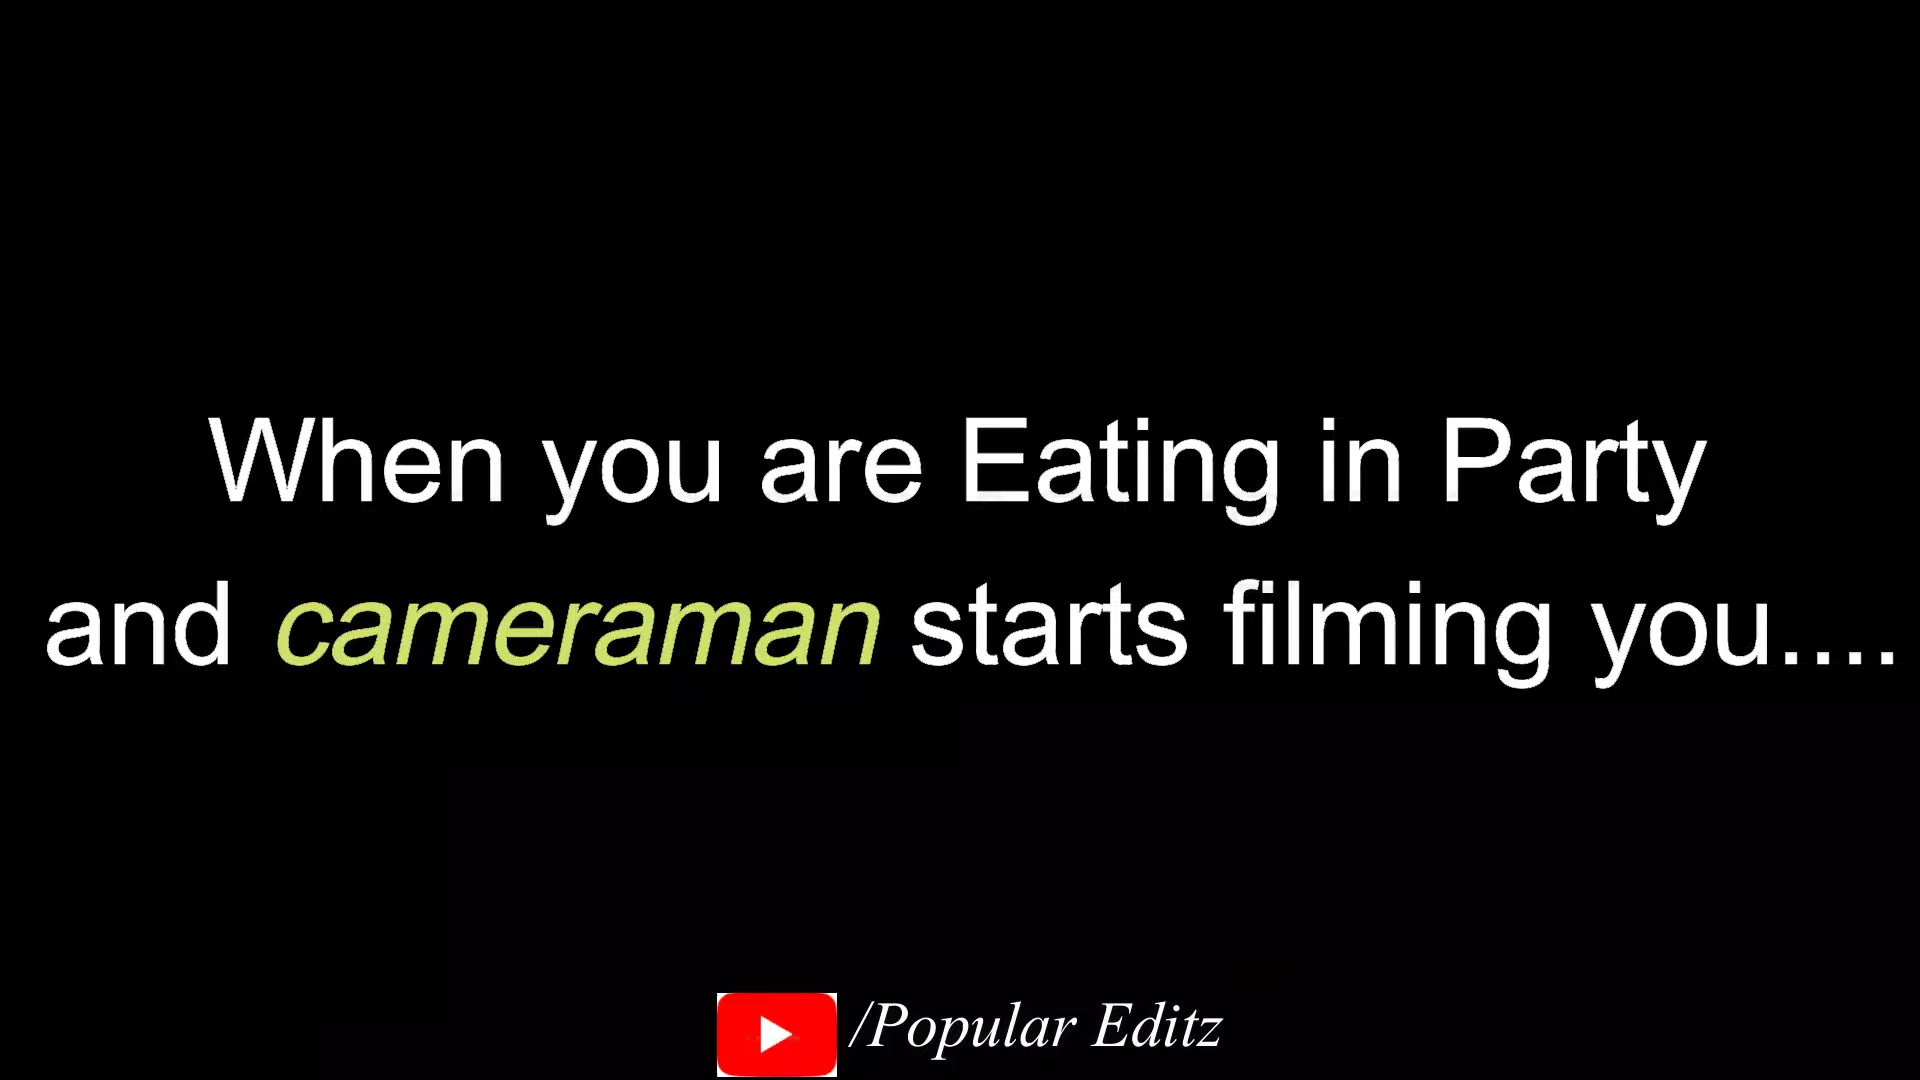 When you are Eating in Party
and cameraman starts filming you....
/Popular Editz